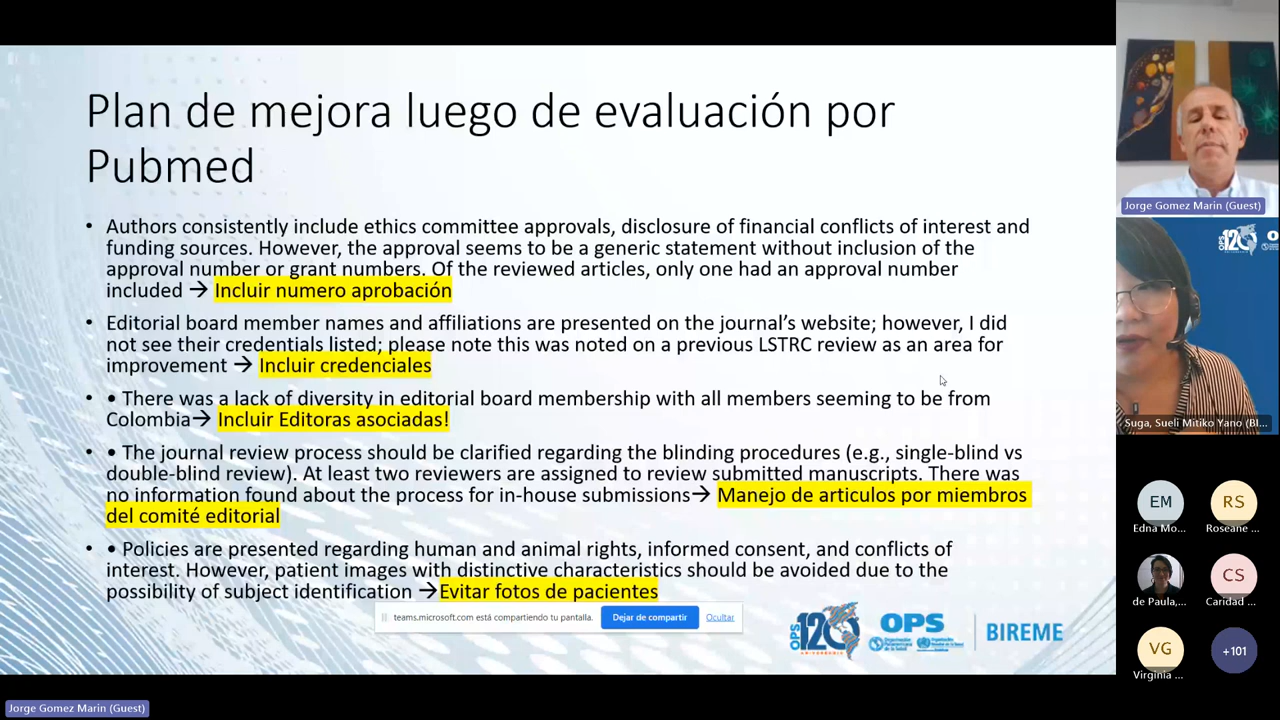 Plan de mejora luego de evaluación por
Pubmed
• Authors consistently include ethics committee approvals, disclosure of financial conflicts of interest and
funding sources. However, the approval seems to be a generic statement without inclusion of the
approval number or grant numbers. Of the reviewed articles, only one had an approval number
included → Incluir numero aprobación
• Editorial board member names and affiliations are presented on the journal's website; however, I did
not see their credentials listed; please note this was noted on a previous LSTRC review as an area for
improvement → Incluir credenciales
• • There was a lack of diversity in editorial board membership with all members seeming to be from
Colombia→ Incluir Editoras asociadas!
• • The journal review process should be clarified regarding the blinding procedures (e.g., single-blind vs
double-blind review). At least two reviewers are assigned to review submitted manuscripts. There was
no information found about the process for in-house submissions→ Manejo de articulos por miembros
del comité editorial
• • Policies are presented regarding human and animal rights, informed consent, and conflicts of
interest. However, patient images with distinctive characteristics should be avoided due to the
possibility of subject identification →Evitar fotos de pacientes
teams.microsoft.com está compartiendo tu pantalla. Dejar de compartir Ocultar
OPS 120
OPS
BIREME
Jorge Gomez Marin (Guest)
OPS 120
Suga, Sueli Mitiko Yano (BI...
EM RS
Edna Mo... Roseane ...
CS
de Paula,... Caridad ...
VG +101
Virginia ...
Jorge Gomez Marin (Guest)